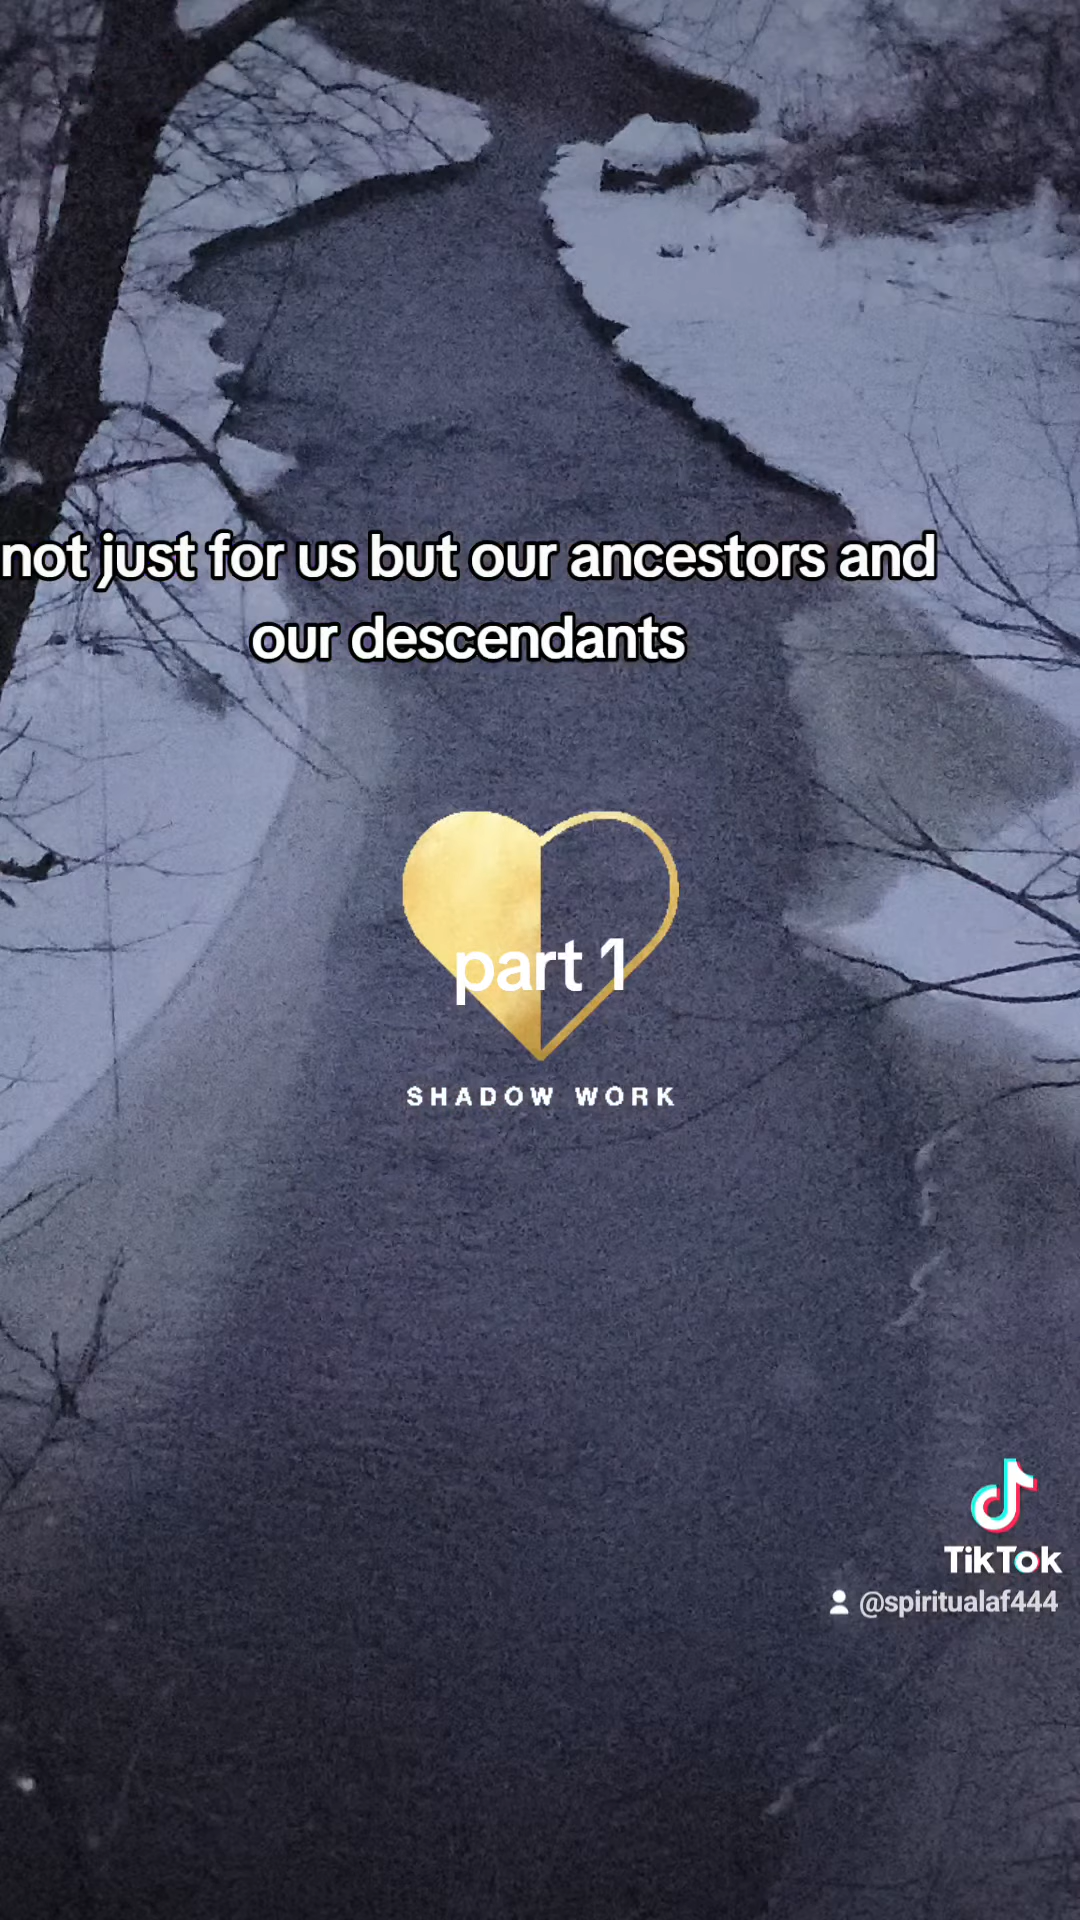 not just for us but our ancestors and
our descendants
part 1
SHADOW WORK
TikTok
@spiritualaf444